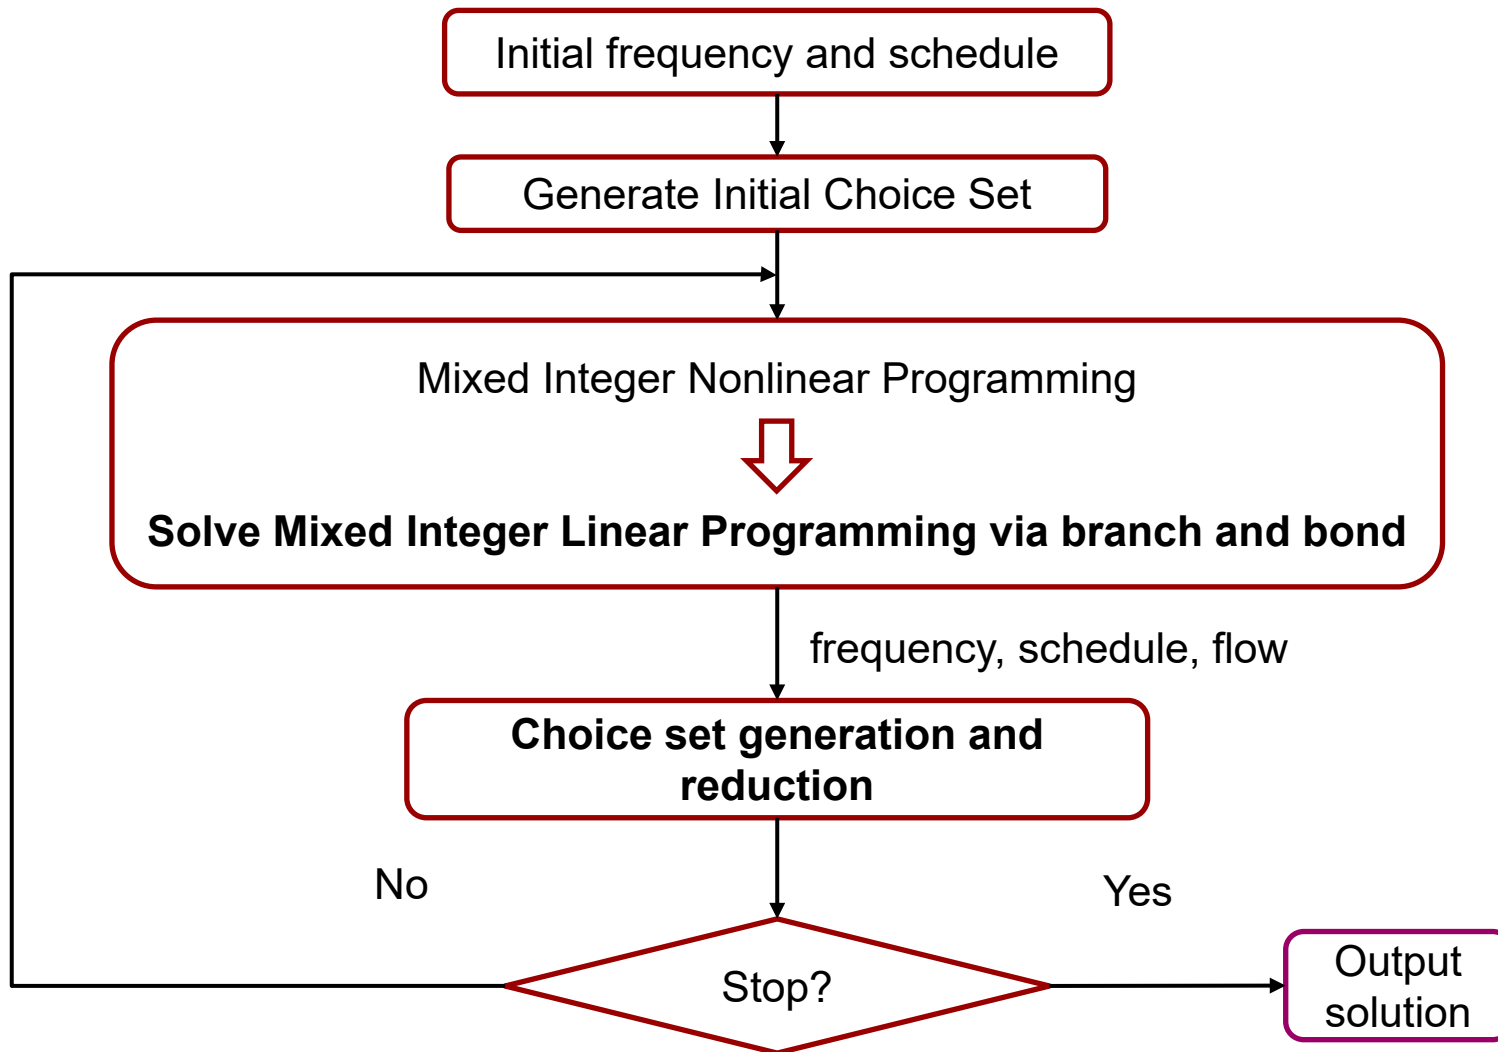 Initial frequency and schedule
Generate Initial Choice Set
Mixed Integer Nonlinear Programming
Solve Mixed Integer Linear Programming via branch and bond
frequency, schedule, flow
Choice set generation and
reduction
No
Yes
Stop?
Output
solution